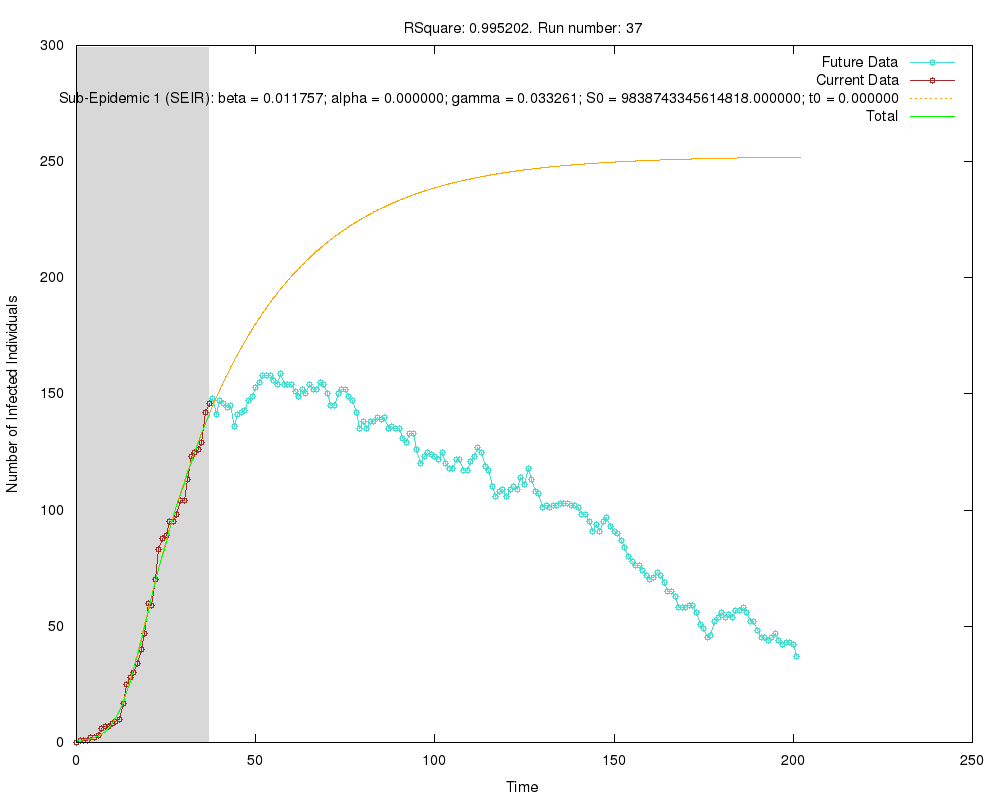 RSquare: 0.995202. Run number: 37
300
250
200
150
100
50
0
Number of Infected Individuals
Future Data
Current Data
Sub-Epidemic 1 (SEIR): beta = 0.011757; alpha = 0.000000; gamma = 0.033261; S0 = 9838743345614818.000000; t0 = 0.000000
Total
0 50 100 150 200 250
Time